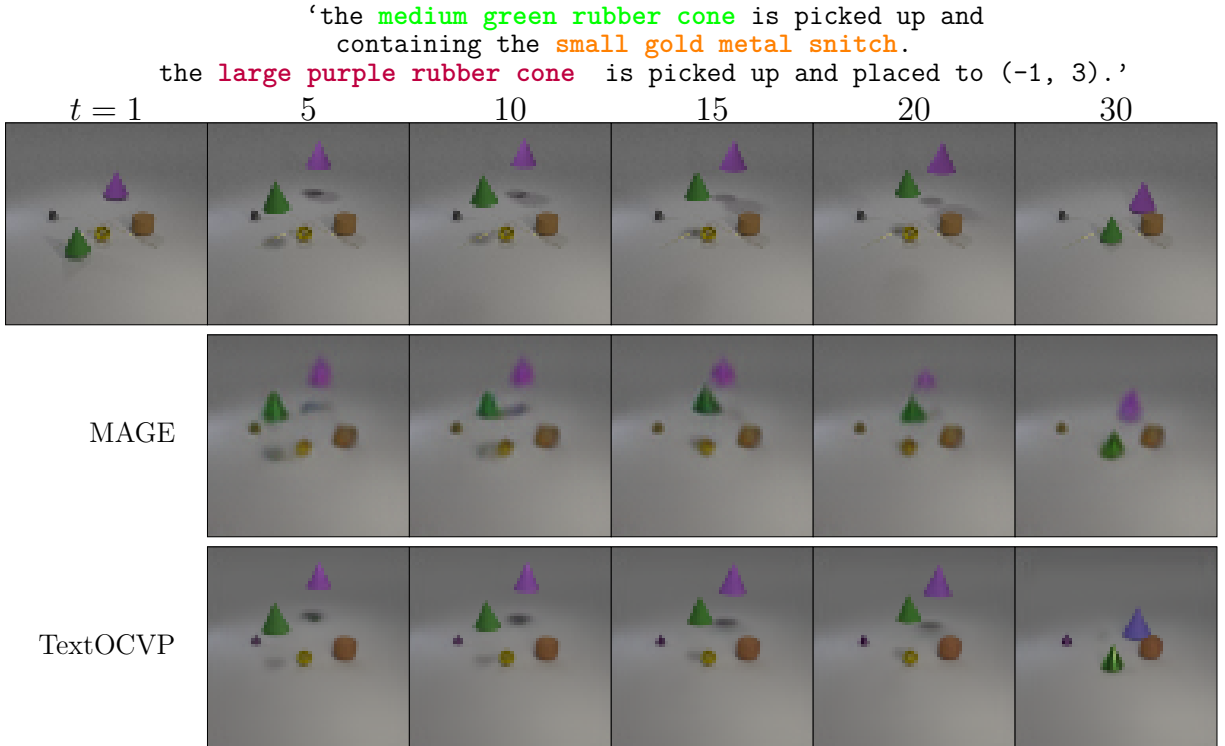 ‘the medium green rubber cone is picked up and
containing the small gold metal snitch.
the large purple rubber cone is picked up and placed to (-1, 3).’
t = 1 5 10 15 20 30
MAGE
TextOCVP